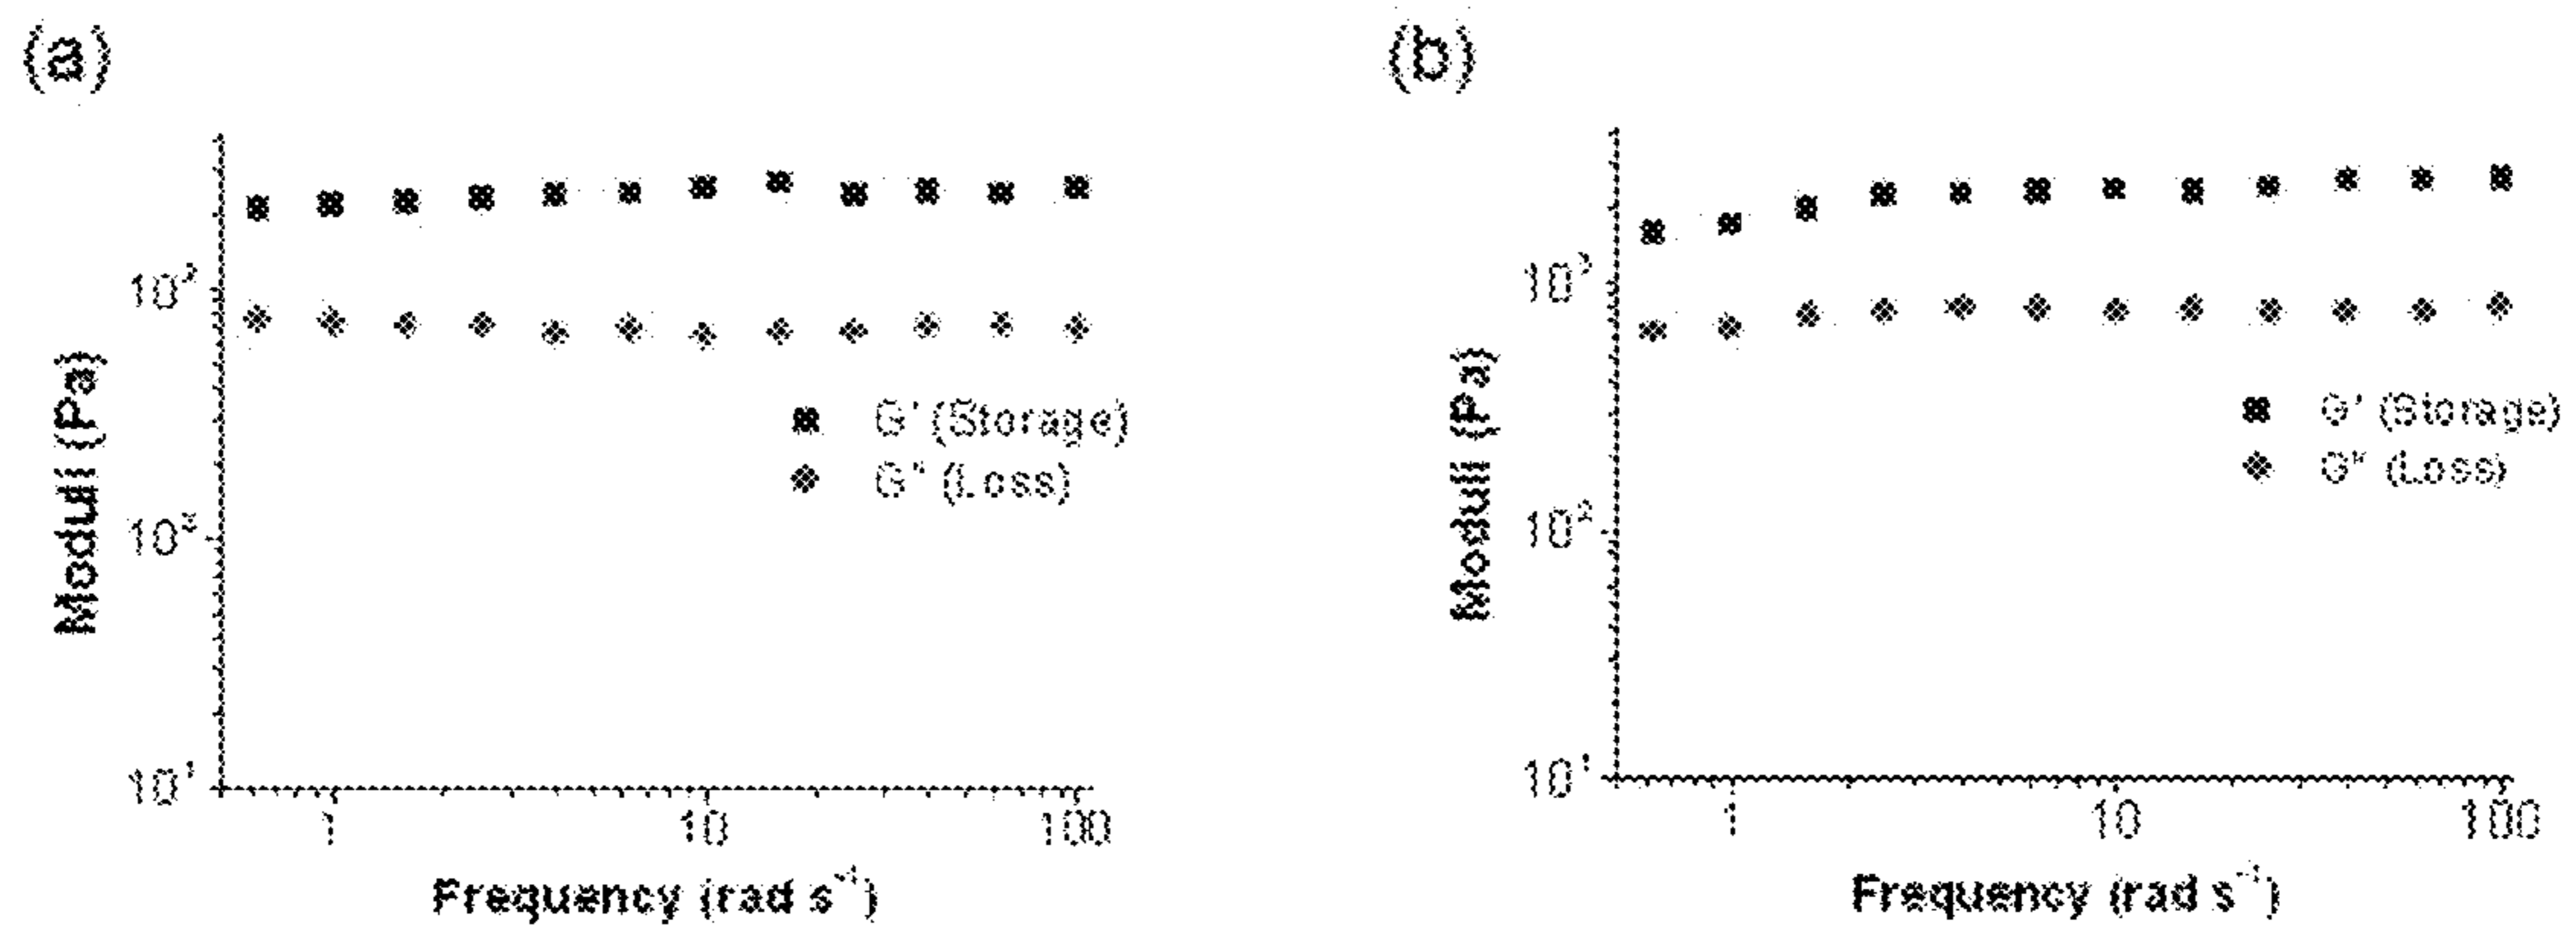 (a)
Moduli (Pa)
10³
10²
10¹
G' (Storage)
G" (Loss)
1 10 100
Frequency (rad s⁻¹)
(b)
Moduli (Pa)
10³
10²
10¹
G' (Storage)
G" (Loss)
1 10 100
Frequency (rad s⁻¹)